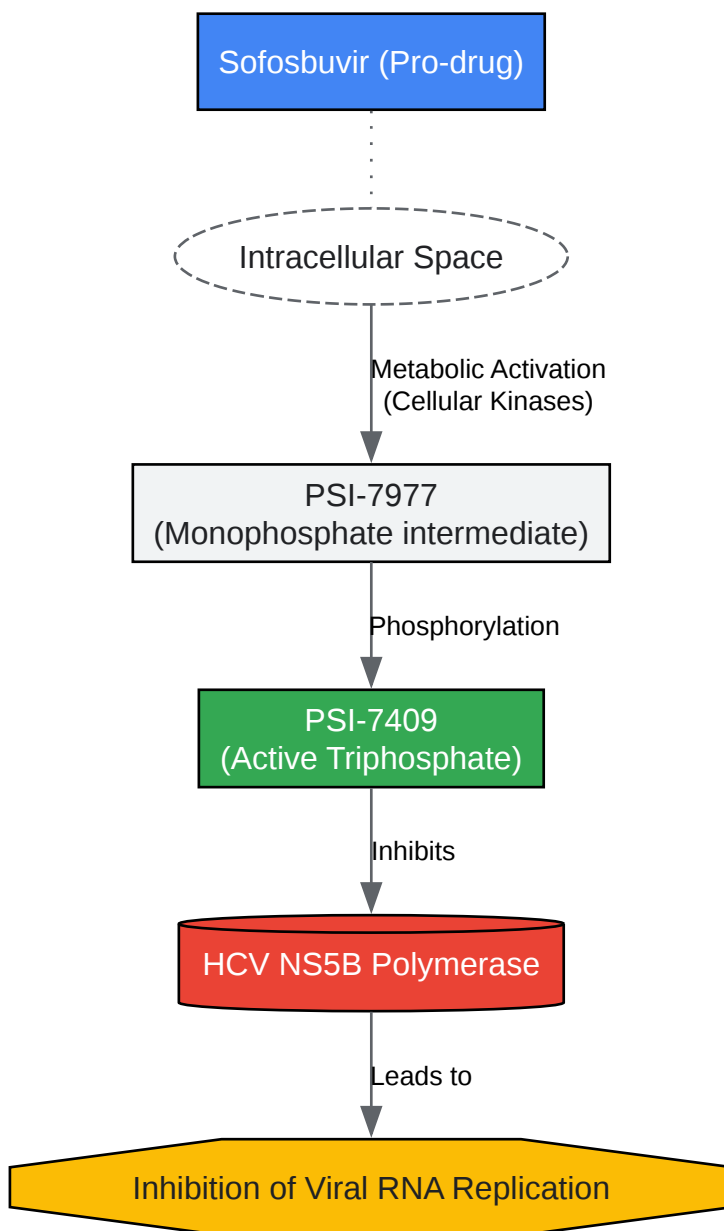 Sofosbuvir (Pro-drug)
Intracellular Space
Metabolic Activation
(Cellular Kinases)
PSI-7977
(Monophosphate intermediate)
Phosphorylation
PSI-7409
(Active Triphosphate)
Inhibits
HCV NS5B Polymerase
Leads to
Inhibition of Viral RNA Replication